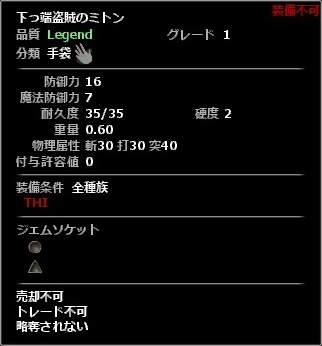 装備不可
下っ端盗賊のミトン
品質 Legend グレード 1
分類 手袋
防御力 16
魔法防御力 7
耐久度 35/35 硬度 2
重量 0.60
物理属性 斬30 打30 突40
付与許容値 0
装備条件 全種族
THI
ジェムソケット
売却不可
トレード不可
略奪されない